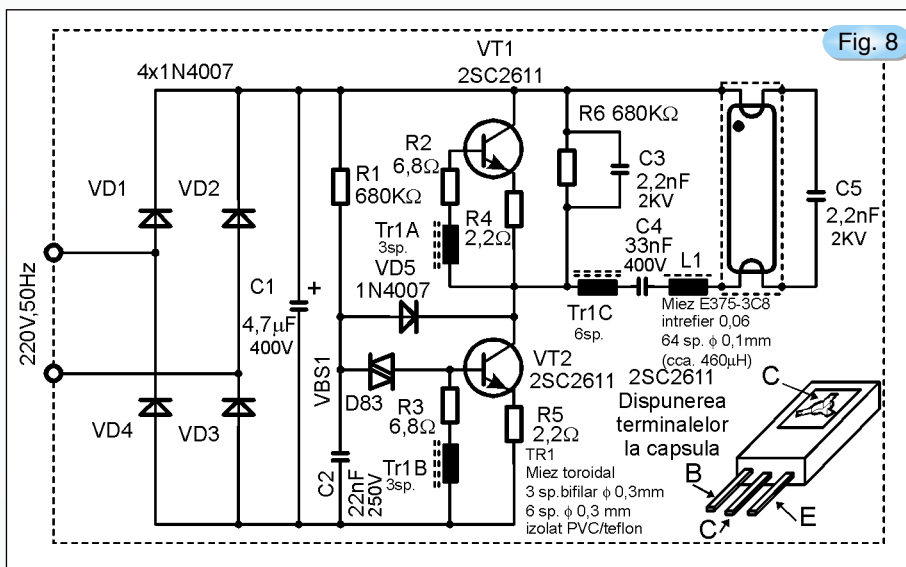 Fig. 8
VT1
2SC2611
4x1N4007
R6 680KΩ
R2
6,8Ω
C3
2,2nF
2KV
R1
680KΩ
VD1
VD2
C5
2,2nF
2KV
R4
2,2Ω
Tr1A
3sp.
C4
33nF
400V
L1
VD5
1N4007
220V,50Hz
C1
+
4,7µF
400V
Tr1C
6sp.
Miez E375-3C8
intrefier 0,06
64 sp. ϕ 0,1mm
(cca. 460µH)
VT2
2SC2611
VBS1
D83
R3
6,8Ω
2SC2611
Dispunerea
terminalelor
la capsula
C
VD4
VD3
R5
2,2Ω
C2
22nF
250V
Tr1B
3sp.
TR1
Miez toroidal
3 sp.bifilar ϕ 0,3mm
6 sp. ϕ 0,3 mm
izolat PVC/teflon
B
C
E